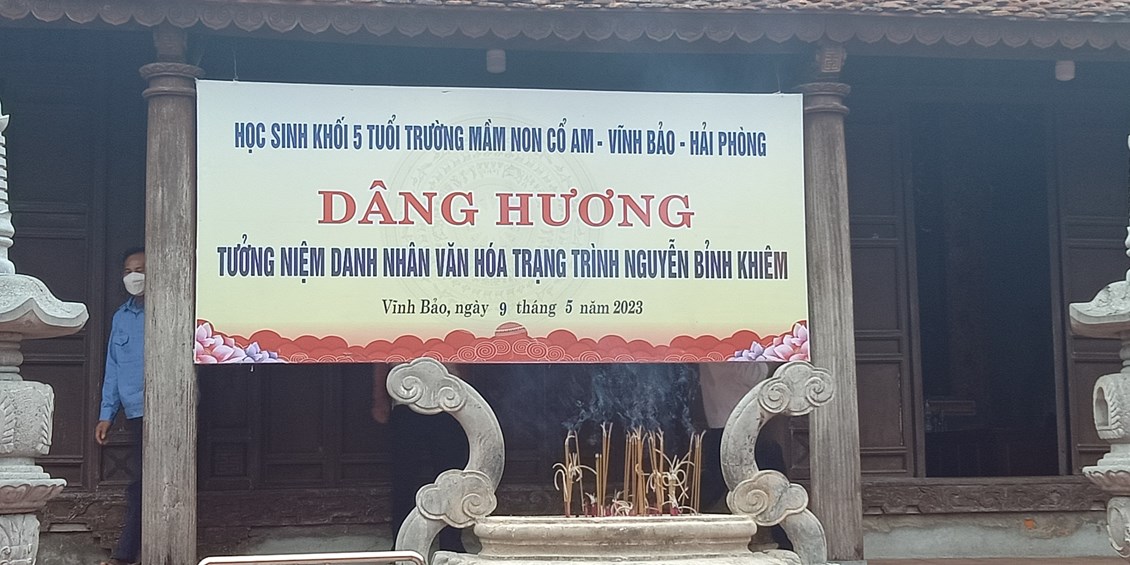 HỌC SINH KHỐI 5 TUỔI TRƯỜNG MẦM NON CỔ AM - VĨNH BẢO - HẢI PHÒNG
DÂNG HƯƠNG
TƯỞNG NIỆM DANH NHÂN VĂN HÓA TRẠNG TRÌNH NGUYỄN BỈNH KHIÊM
Vĩnh Bảo, ngày 9 tháng 5 năm 2023